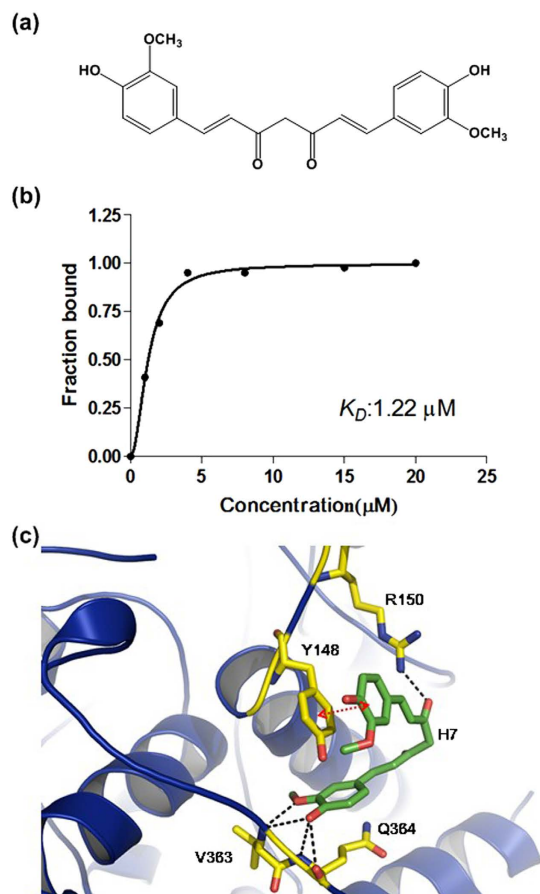 (a)
OCH3
HO
OH
OCH3
O
O
(b)
1.25
1.00
0.75
0.50
0.25
0.00
Fraction bound
KD:1.22 μM
0
5
10
15
20
25
Concentration(μM)
(c)
R150
Y148
H7
Q364
V363